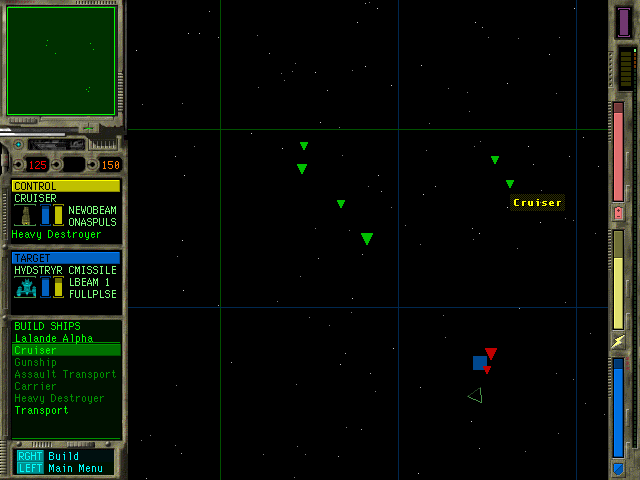 125 150
CONTROL
CRUISER
NEWOBEAM
ONASPULS
Heavy Destroyer
TARGET
HVDSTRYR CMISSILE
LBEAM 1
FULLPLSE
BUILD SHIPS
Lalande Alpha
Cruiser
Gunship
Assault Transport
Carrier
Heavy Destroyer
Transport
RGHT Build
LEFT Main Menu
Cruiser